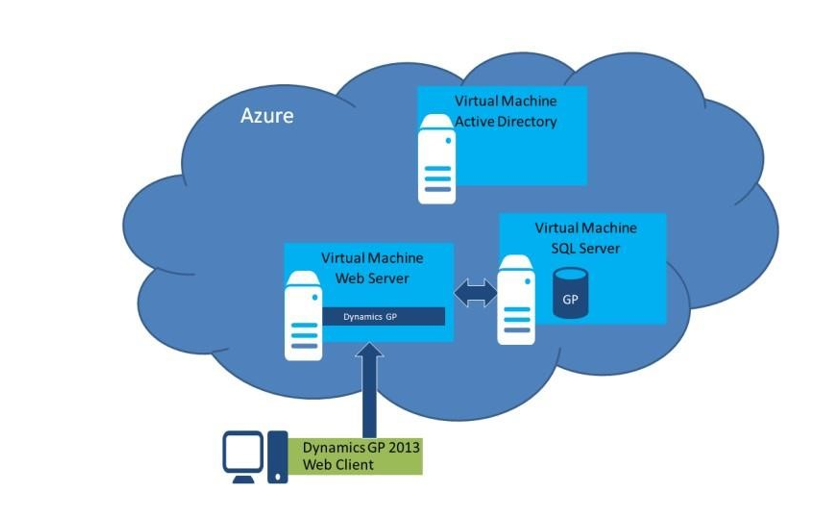 Azure
Virtual Machine
Active Directory
Virtual Machine
SQL Server
GP
Virtual Machine
Web Server
Dynamics GP
Dynamics GP 2013
Web Client